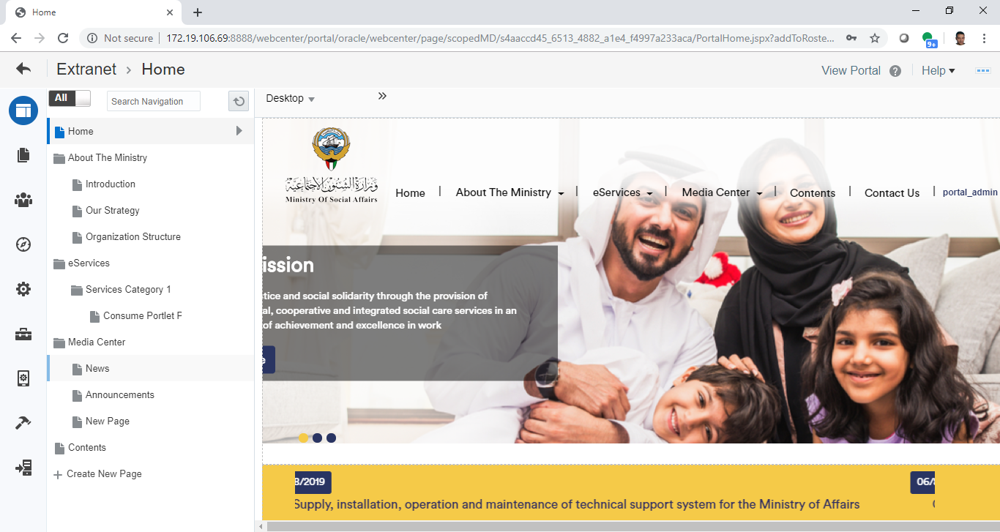 Home
Not secure
172.19.106.69:8888/webcenter/portal/oracle/webcenter/page/scopedMD/s4aaccd45_6513_4882_a1e4_f4997a233aca/PortalHome.jspx?addToRoste...
9+
Extranet > Home
View Portal
Help
All
Search Navigation
Desktop
Home
About The Ministry
Introduction
Our Strategy
Organization Structure
eServices
Services Category 1
Consume Portlet P
Media Center
News
Announcements
New Page
Contents
Create New Page
وزارة الشئون الاجتماعية
Ministry Of Social Affairs
Home | About The Ministry | eServices | Media Center | Contents | Contact Us | portal_admin
ission
tice and social solidarity through the provision of
al, cooperative and integrated social care services in an
of achievement and excellence in work
e
8/2019
06/
Supply, installation, operation and maintenance of technical support system for the Ministry of Affairs